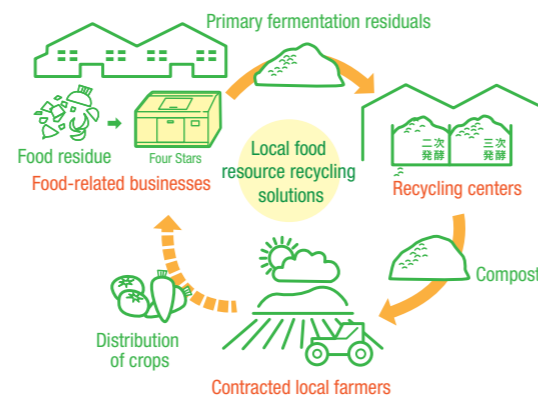 Primary fermentation residuals
Food residue
Four Stars
Food-related businesses
Local food
resource recycling
solutions
二次
発酵
三次
発酵
Recycling centers
Compost
Distribution
of crops
Contracted local farmers